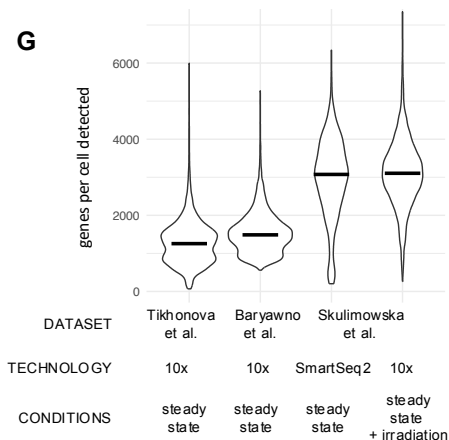 G
genes per cell detected
6000
4000
2000
0
DATASET Tikhonova et al. Baryawno et al. Skulimowska et al.
TECHNOLOGY 10x 10x SmartSeq2 10x
CONDITIONS steady state steady state steady state steady state + irradiation